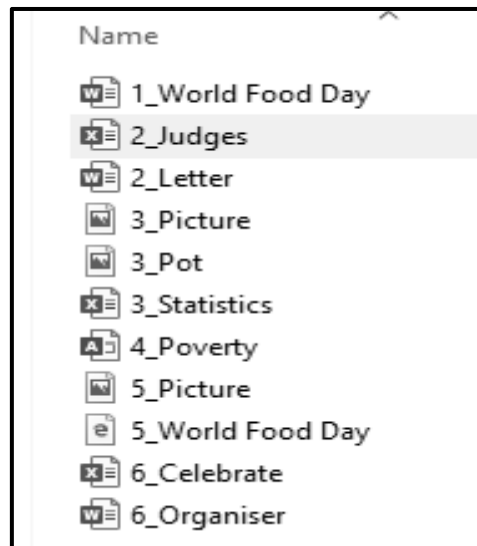 Name
1_World Food Day
2_Judges
2_Letter
3_Picture
3_Pot
3_Statistics
4_Poverty
5_Picture
5_World Food Day
6_Celebrate
6_Organiser